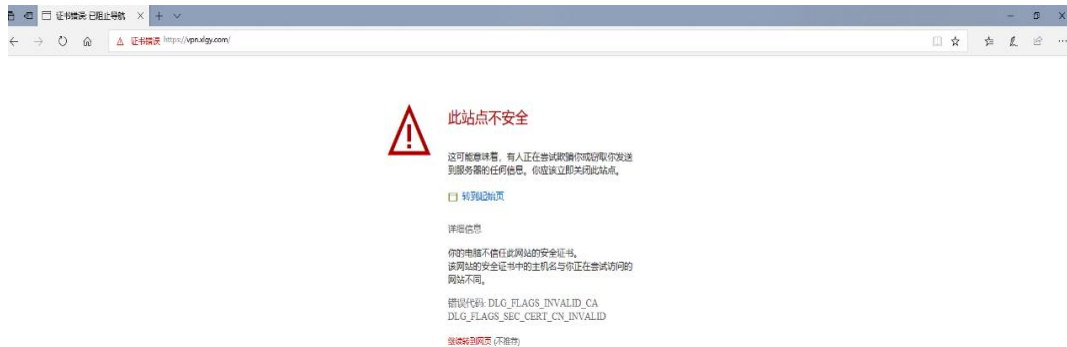 证书错误: 已阻止导航
证书错误 https://vpn.xlgy.com/
此站点不安全
这可能意味着，有人正在尝试欺骗你或窃取你发送
到服务器的任何信息。你应该立即关闭此站点。
转到起始页
详细信息
你的电脑不信任此网站的安全证书。
该网站的安全证书中的主机名与你正在尝试访问的
网站不同。
错误代码: DLG_FLAGS_INVALID_CA
DLG_FLAGS_SEC_CERT_CN_INVALID
继续转到网页 (不推荐)